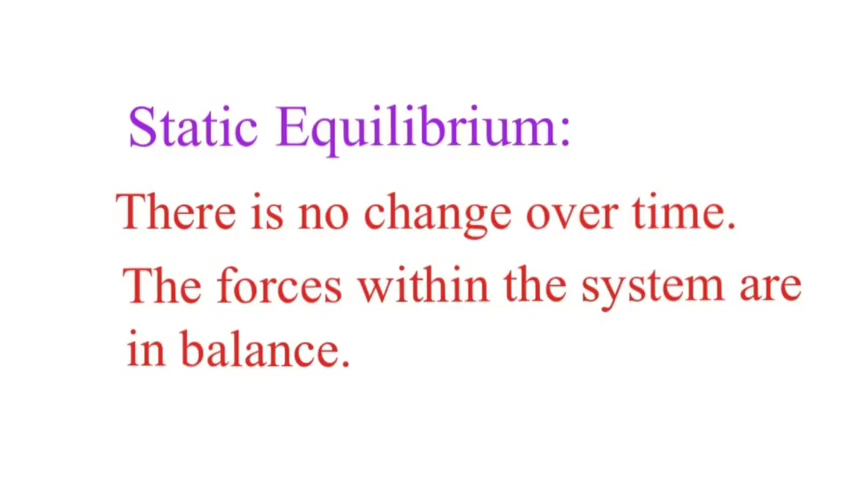 Static Equilibrium:
There is no change over time.
The forces within the system are
in balance.